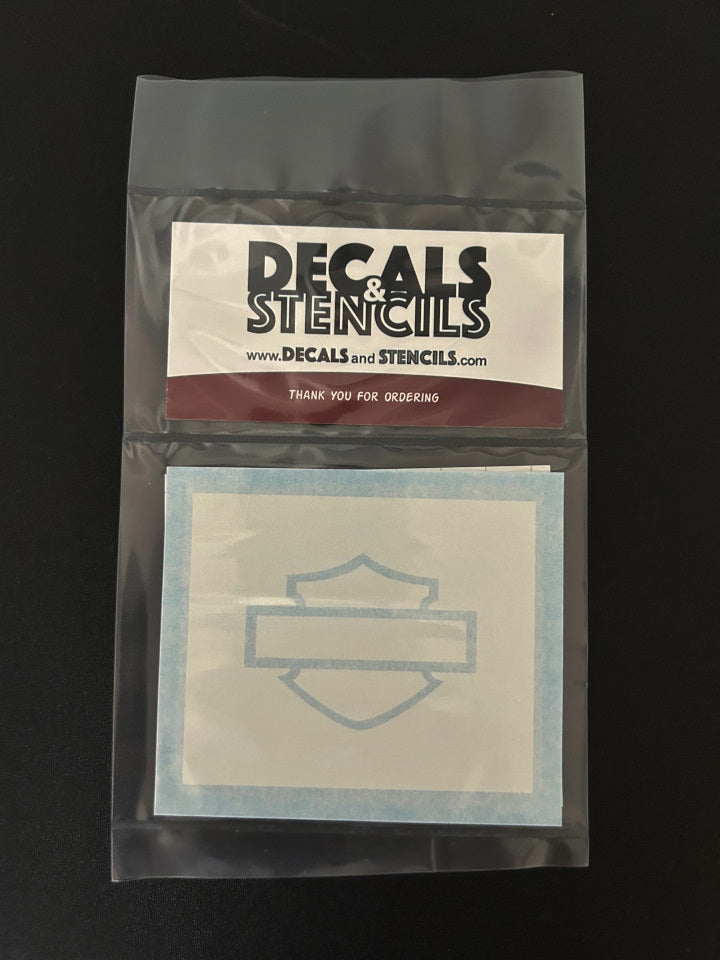 DECALS
&
STENCILS
www.DECALS and STENCILS.com
THANK YOU FOR ORDERING